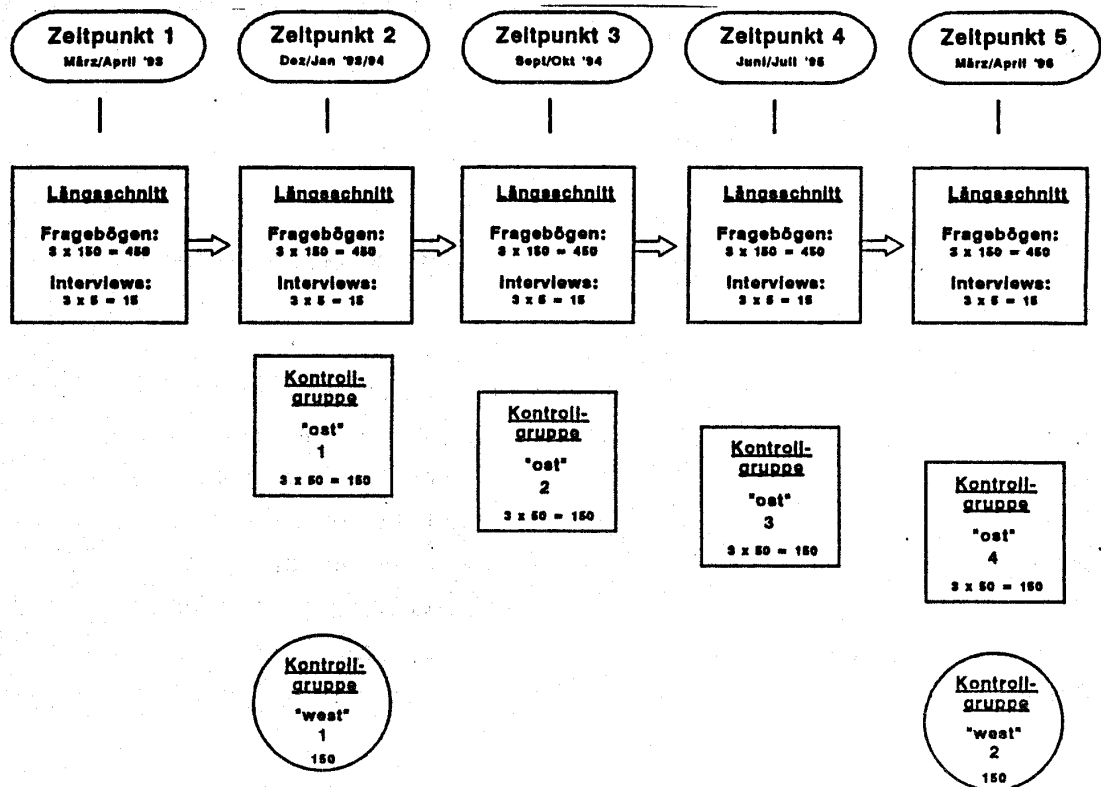 Zeitpunkt 1
März/April '93
Zeitpunkt 2
Dez/Jan '93/94
Zeitpunkt 3
Sept/Okt '94
Zeitpunkt 4
Juni/Juli '95
Zeitpunkt 5
März/April '96
Längsschnitt
Fragebögen:
3 x 150 = 450
Interviews:
3 x 5 = 15
Längsschnitt
Fragebögen:
3 x 150 = 450
Interviews:
3 x 5 = 15
Längsschnitt
Fragebögen:
3 x 150 = 450
Interviews:
3 x 5 = 15
Längsschnitt
Fragebögen:
3 x 150 = 450
Interviews:
3 x 5 = 15
Längsschnitt
Fragebögen:
3 x 150 = 450
Interviews:
3 x 5 = 15
Kontroll-
gruppe
"ost"
1
3 x 50 = 150
Kontroll-
gruppe
"ost"
2
3 x 50 = 150
Kontroll-
gruppe
"ost"
3
3 x 50 = 150
Kontroll-
gruppe
"ost"
4
3 x 50 = 150
Kontroll-
gruppe
"west"
1
150
Kontroll-
gruppe
"west"
2
150